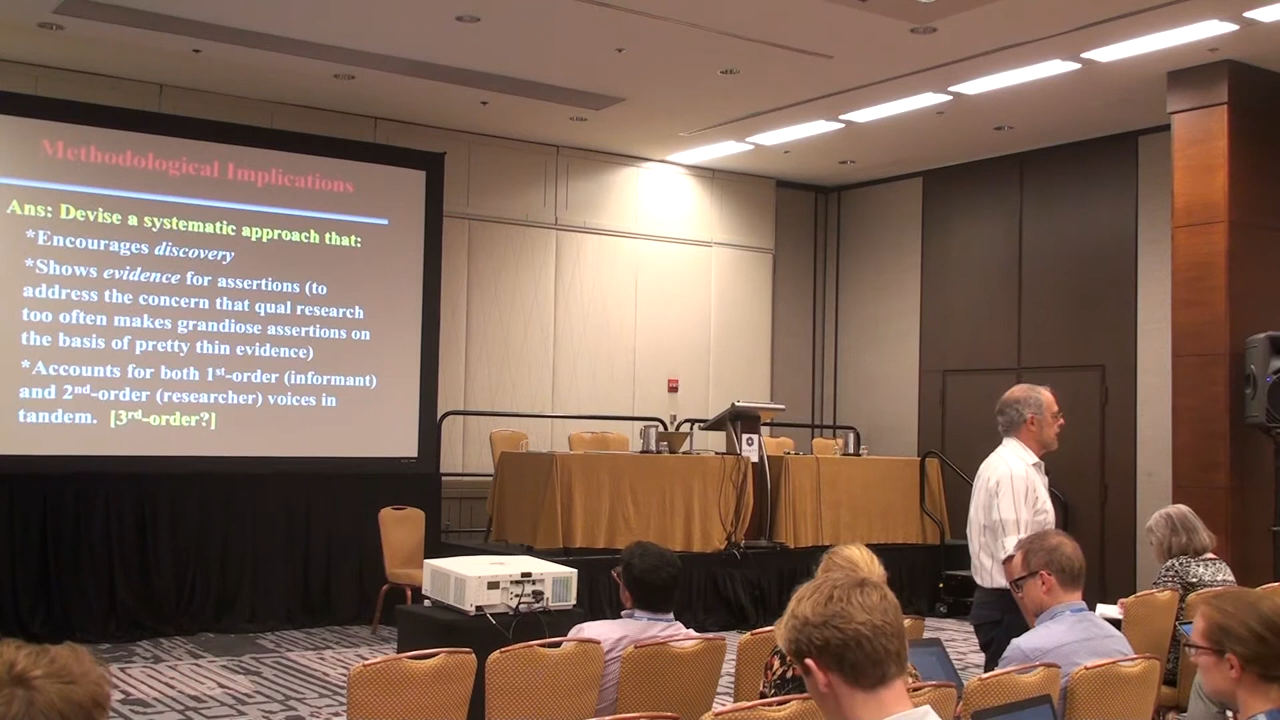 Methodological Implications
Ans: Devise a systematic approach that:
*Encourages discovery
*Shows evidence for assertions (to
address the concern that qual research
too often makes grandiose assertions on
the basis of pretty thin evidence)
*Accounts for both 1st-order (informant)
and 2nd-order (researcher) voices in
tandem. [3rd-order?]